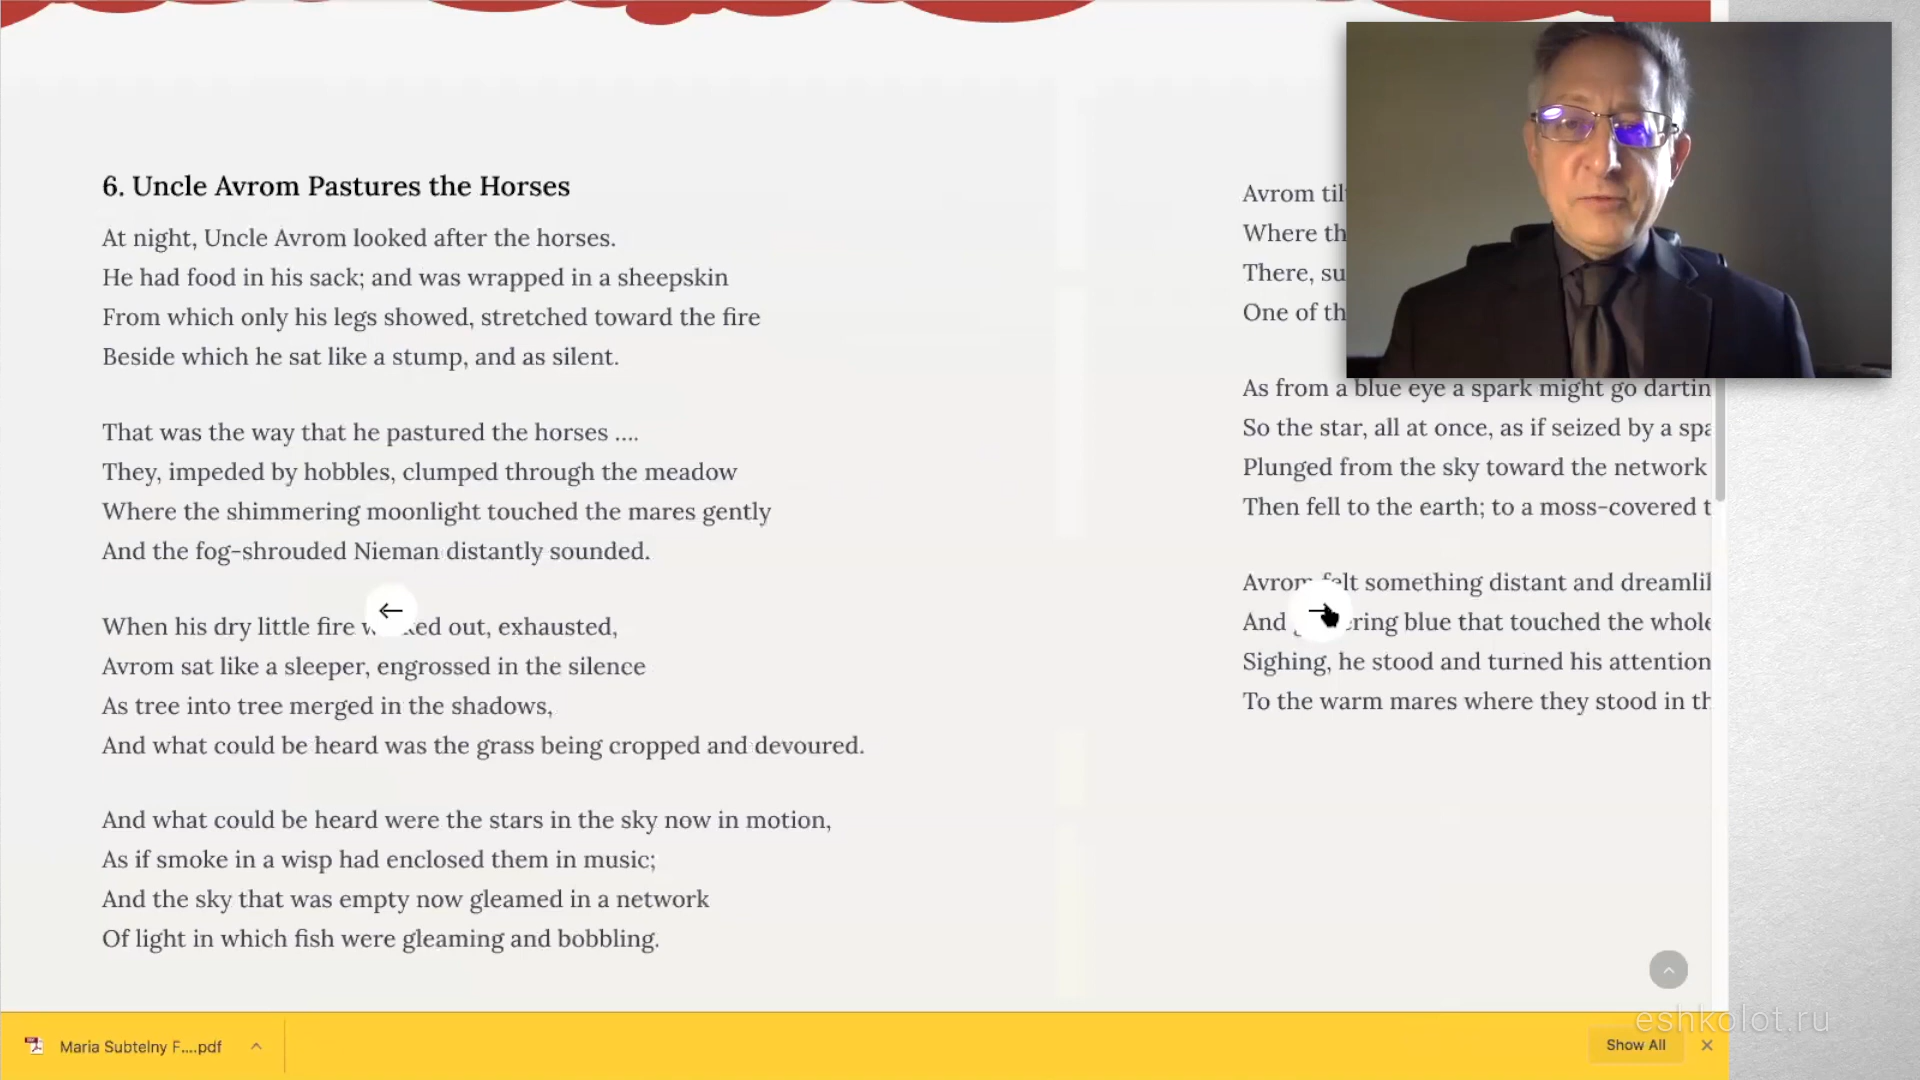 6. Uncle Avrom Pastures the Horses
At night, Uncle Avrom looked after the horses.
He had food in his sack; and was wrapped in a sheepskin
From which only his legs showed, stretched toward the fire
Beside which he sat like a stump, and as silent.
That was the way that he pastured the horses ....
They, impeded by hobbles, clumped through the meadow
Where the shimmering moonlight touched the mares gently
And the fog-shrouded Nieman distantly sounded.
When his dry little fire out, exhausted,
Avrom sat like a sleeper, engrossed in the silence
As tree into tree merged in the shadows,
And what could be heard was the grass being cropped and devoured.
And what could be heard were the stars in the sky now in motion,
As if smoke in a wisp had enclosed them in music;
And the sky that was empty now gleamed in a network
Of light in which fish were gleaming and bobbling.
Avrom
Where
There,
One of
As from a blue eye a spark might go
So the star, all at once, as if seized by a
Plunged from the sky toward the network
Then fell to the earth; to a moss-covered
Avrom felt something distant and
And blue that touched the
Sighing, he stood and turned his attention
To the warm mares where they stood in
Maria Subtelny F....pdf
Show All
eshkolot.ru